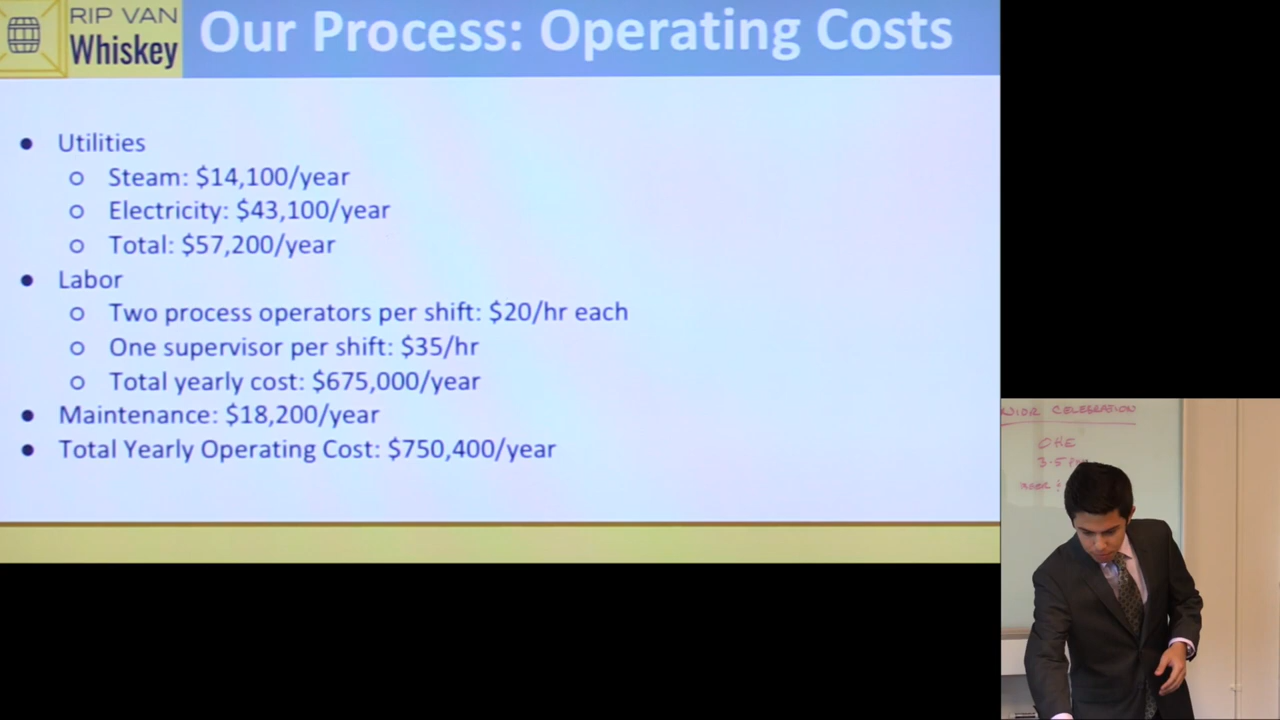 RIP VAN
Whiskey
Our Process: Operating Costs
● Utilities
○ Steam: $14,100/year
○ Electricity: $43,100/year
○ Total: $57,200/year
● Labor
○ Two process operators per shift: $20/hr each
○ One supervisor per shift: $35/hr
○ Total yearly cost: $675,000/year
● Maintenance: $18,200/year
● Total Yearly Operating Cost: $750,400/year
CELEBRATION
OHE